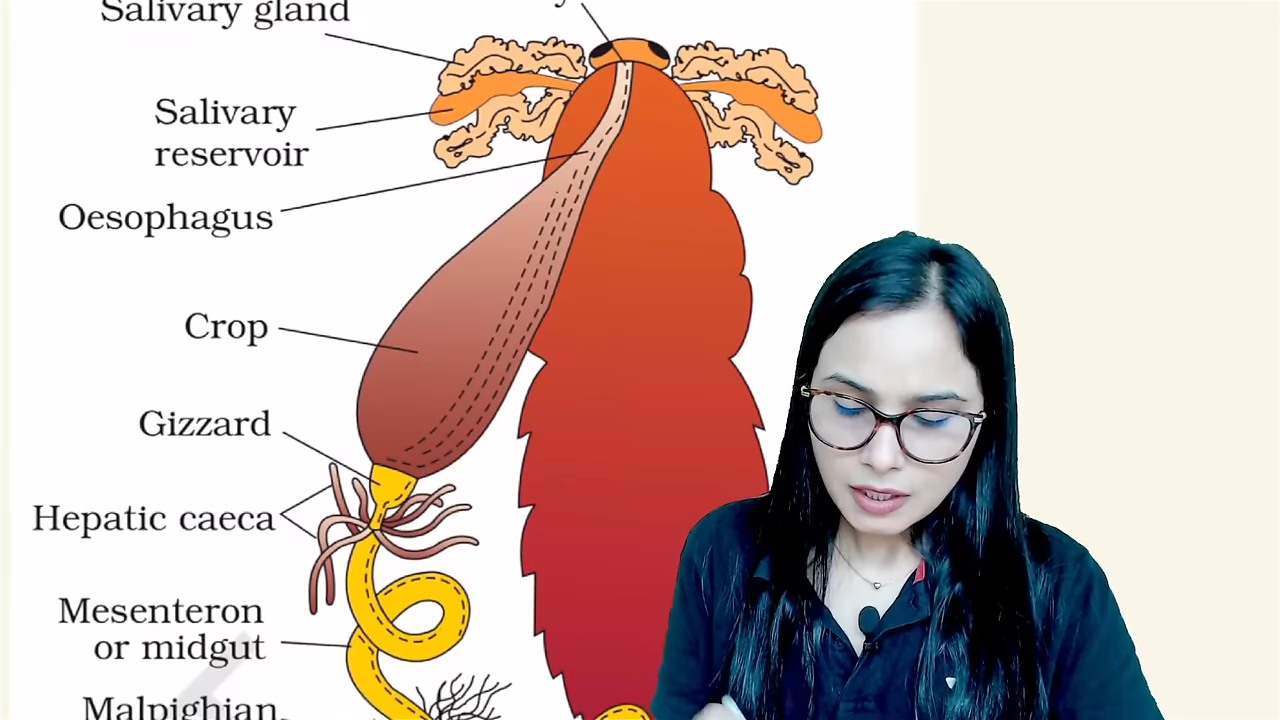 Salivary gland
Salivary
reservoir
Oesophagus
Crop
Gizzard
Hepatic caeca
Mesenteron
or midgut
Malpighian